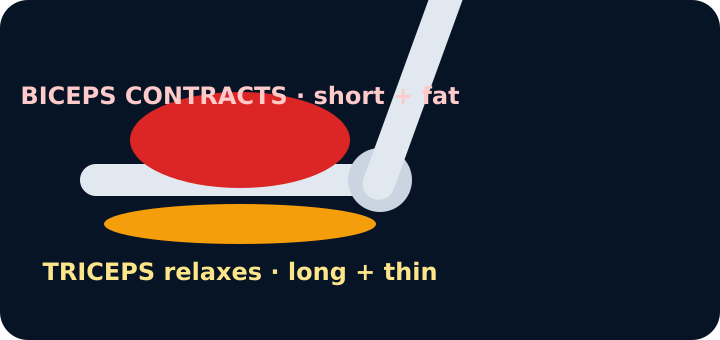 BICEPS CONTRACTS · short + fat
TRICEPS relaxes · long + thin